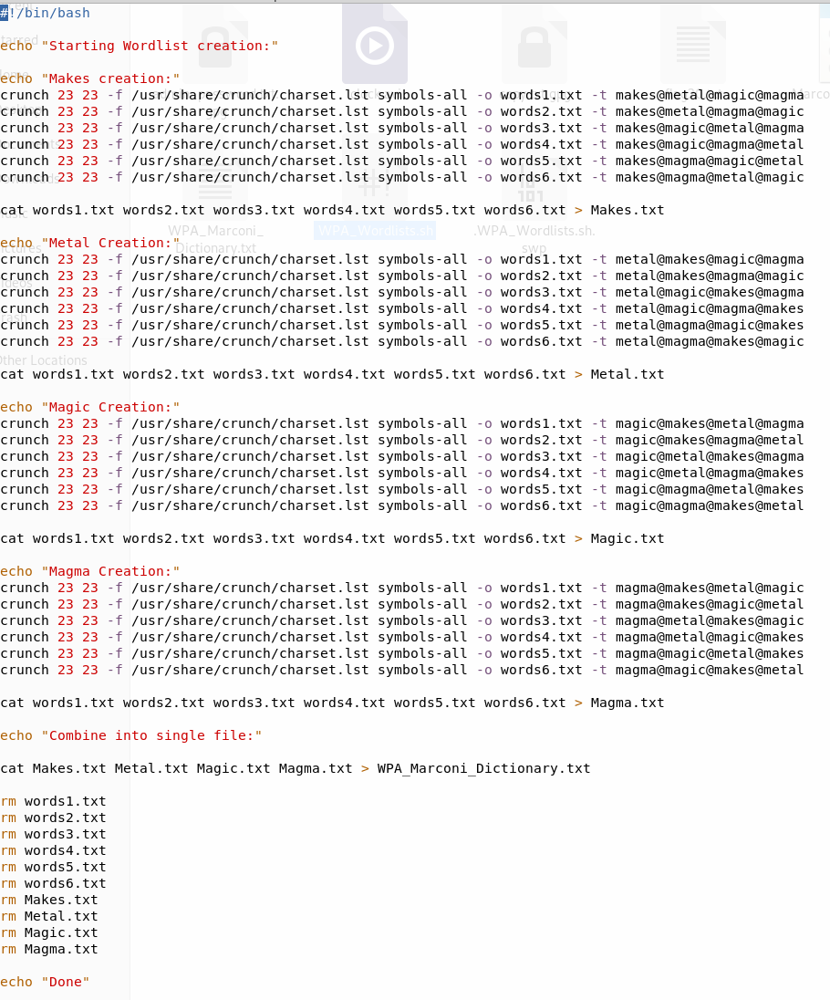 #!/bin/bash
echo "Starting Wordlist creation:"
echo "Makes creation:"
crunch 23 23 -f /usr/share/crunch/charset.lst symbols-all -o words1.txt -t makes@metal@magic@magma
crunch 23 23 -f /usr/share/crunch/charset.lst symbols-all -o words2.txt -t makes@metal@magma@magic
crunch 23 23 -f /usr/share/crunch/charset.lst symbols-all -o words3.txt -t makes@magic@metal@magma
crunch 23 23 -f /usr/share/crunch/charset.lst symbols-all -o words4.txt -t makes@magic@magma@metal
crunch 23 23 -f /usr/share/crunch/charset.lst symbols-all -o words5.txt -t makes@magma@magic@metal
crunch 23 23 -f /usr/share/crunch/charset.lst symbols-all -o words6.txt -t makes@magma@metal@magic
cat words1.txt words2.txt words3.txt words4.txt words5.txt words6.txt > Makes.txt
WPA_Marconi_
Dictionary.txt
WPA_Wordlists.sh
.WPA_Wordlists.sh.
swp
echo "Metal Creation:"
crunch 23 23 -f /usr/share/crunch/charset.lst symbols-all -o words1.txt -t metal@makes@magic@magma
crunch 23 23 -f /usr/share/crunch/charset.lst symbols-all -o words2.txt -t metal@makes@magma@magic
crunch 23 23 -f /usr/share/crunch/charset.lst symbols-all -o words3.txt -t metal@magic@makes@magma
crunch 23 23 -f /usr/share/crunch/charset.lst symbols-all -o words4.txt -t metal@magic@magma@makes
crunch 23 23 -f /usr/share/crunch/charset.lst symbols-all -o words5.txt -t metal@magma@magic@makes
crunch 23 23 -f /usr/share/crunch/charset.lst symbols-all -o words6.txt -t metal@magma@makes@magic
ther Locations
cat words1.txt words2.txt words3.txt words4.txt words5.txt words6.txt > Metal.txt
echo "Magic Creation:"
crunch 23 23 -f /usr/share/crunch/charset.lst symbols-all -o words1.txt -t magic@makes@metal@magma
crunch 23 23 -f /usr/share/crunch/charset.lst symbols-all -o words2.txt -t magic@makes@magma@metal
crunch 23 23 -f /usr/share/crunch/charset.lst symbols-all -o words3.txt -t magic@metal@makes@magma
crunch 23 23 -f /usr/share/crunch/charset.lst symbols-all -o words4.txt -t magic@metal@magma@makes
crunch 23 23 -f /usr/share/crunch/charset.lst symbols-all -o words5.txt -t magic@magma@metal@makes
crunch 23 23 -f /usr/share/crunch/charset.lst symbols-all -o words6.txt -t magic@magma@makes@metal
cat words1.txt words2.txt words3.txt words4.txt words5.txt words6.txt > Magic.txt
echo "Magma Creation:"
crunch 23 23 -f /usr/share/crunch/charset.lst symbols-all -o words1.txt -t magma@makes@metal@magic
crunch 23 23 -f /usr/share/crunch/charset.lst symbols-all -o words2.txt -t magma@makes@magic@metal
crunch 23 23 -f /usr/share/crunch/charset.lst symbols-all -o words3.txt -t magma@metal@makes@magic
crunch 23 23 -f /usr/share/crunch/charset.lst symbols-all -o words4.txt -t magma@metal@magic@makes
crunch 23 23 -f /usr/share/crunch/charset.lst symbols-all -o words5.txt -t magma@magic@metal@makes
crunch 23 23 -f /usr/share/crunch/charset.lst symbols-all -o words6.txt -t magma@magic@makes@metal
cat words1.txt words2.txt words3.txt words4.txt words5.txt words6.txt > Magma.txt
echo "Combine into single file:"
cat Makes.txt Metal.txt Magic.txt Magma.txt > WPA_Marconi_Dictionary.txt
rm words1.txt
rm words2.txt
rm words3.txt
rm words4.txt
rm words5.txt
rm words6.txt
rm Makes.txt
rm Metal.txt
rm Magic.txt
rm Magma.txt
echo "Done"